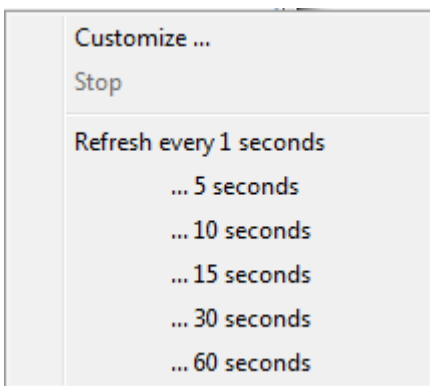 Customize ...
Stop
Refresh every 1 seconds
... 5 seconds
... 10 seconds
... 15 seconds
... 30 seconds
... 60 seconds